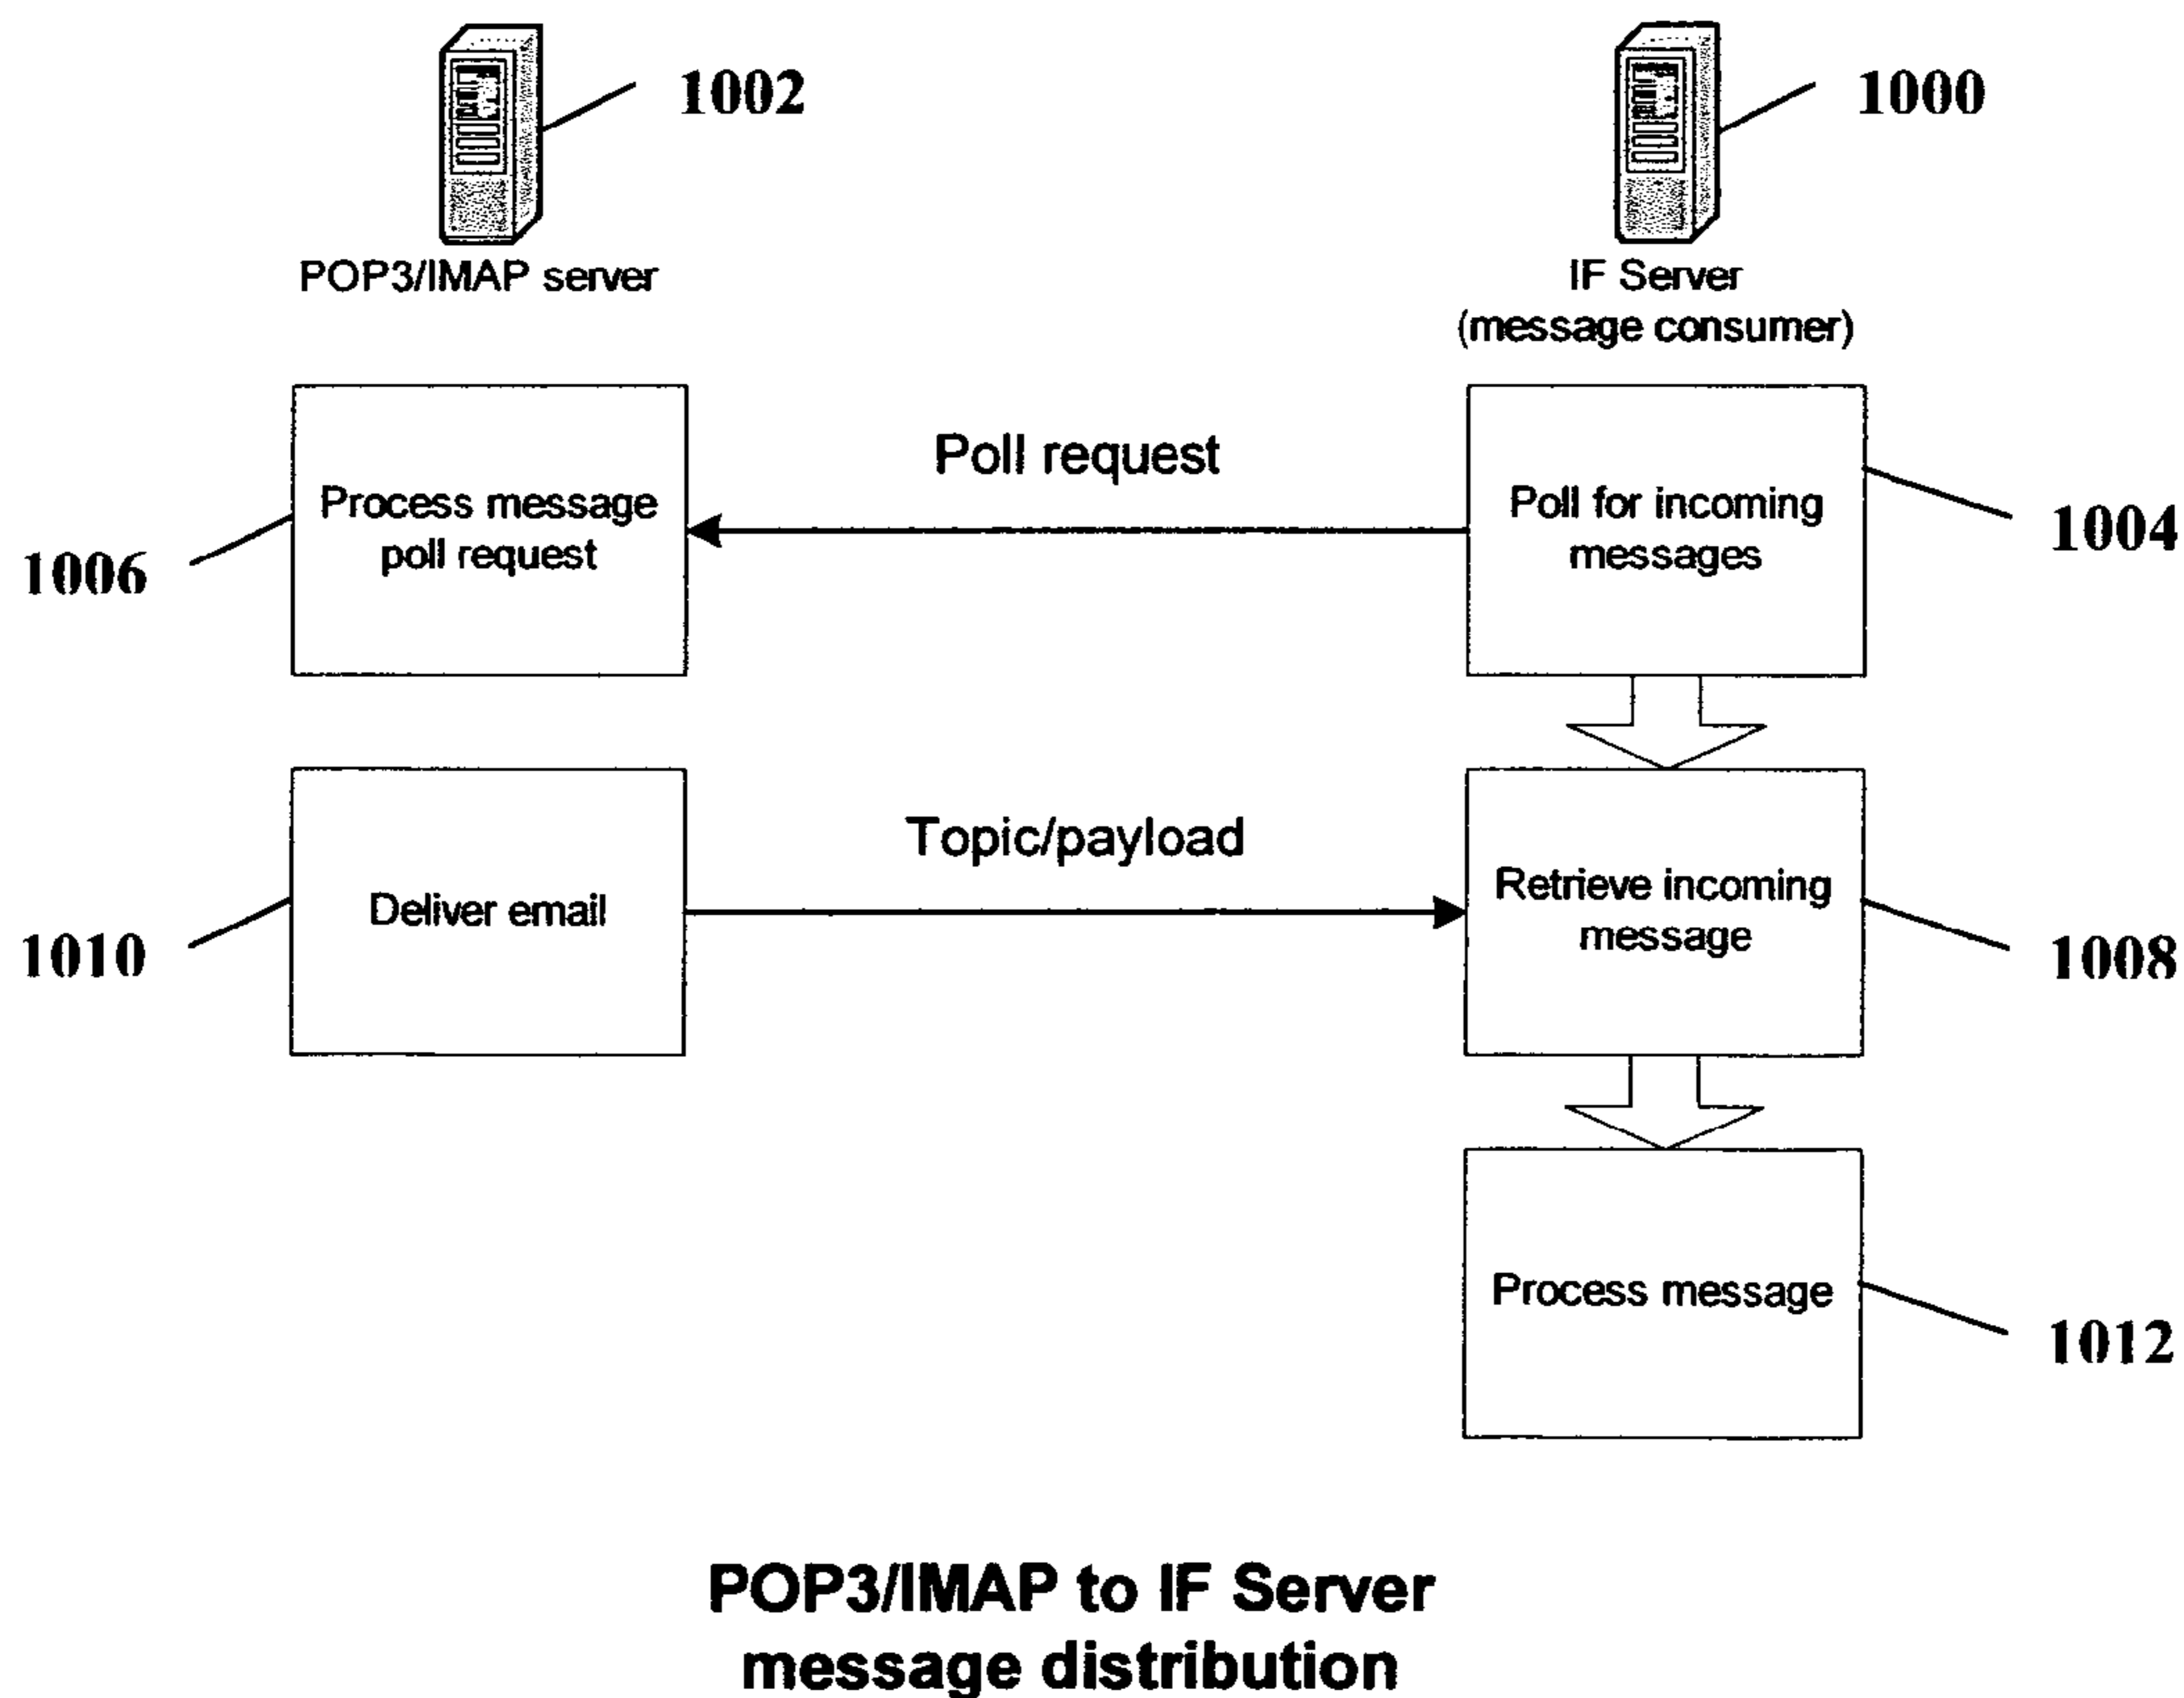 1002
1000
POP3/IMAP server
IF Server
(message consumer)
Poll request
Process message
poll request
Poll for incoming
messages
1004
1006
Topic/payload
Deliver email
Retrieve incoming
message
1010
1008
Process message
1012
POP3/IMAP to IF Server
message distribution